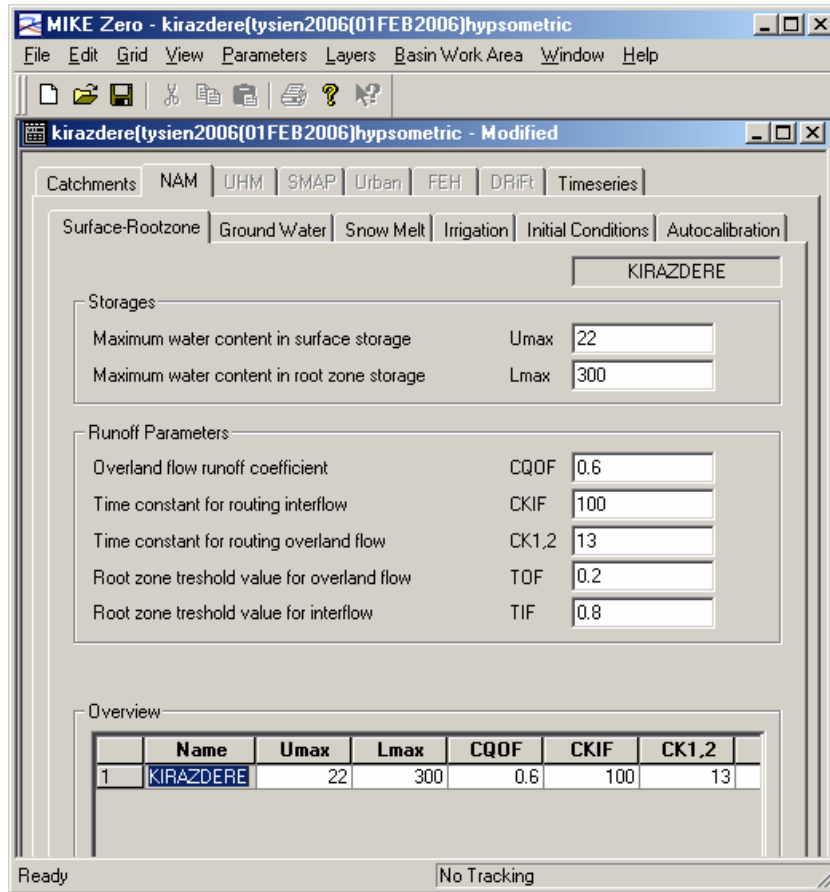 MIKE Zero - kirazdere(tysien2006(01FEB2006)hypsometric
File Edit Grid View Parameters Layers Basin Work Area Window Help
kirazdere(tysien2006(01FEB2006)hypsometric - Modified
Catchments NAM UHM SMAP Urban FEH DRiFt Timeseries
Surface-Rootzone Ground Water Snow Melt Irrigation Initial Conditions Autocalibration
KIRAZDERE
Storages
Maximum water content in surface storage Umax 22
Maximum water content in root zone storage Lmax 300
Runoff Parameters
Overland flow runoff coefficient CQOF 0.6
Time constant for routing interflow CKIF 100
Time constant for routing overland flow CK1,2 13
Root zone treshold value for overland flow TOF 0.2
Root zone treshold value for interflow TIF 0.8
Overview
Name Umax Lmax CQOF CKIF CK1,2
1 KIRAZDERE 22 300 0.6 100 13
Ready No Tracking